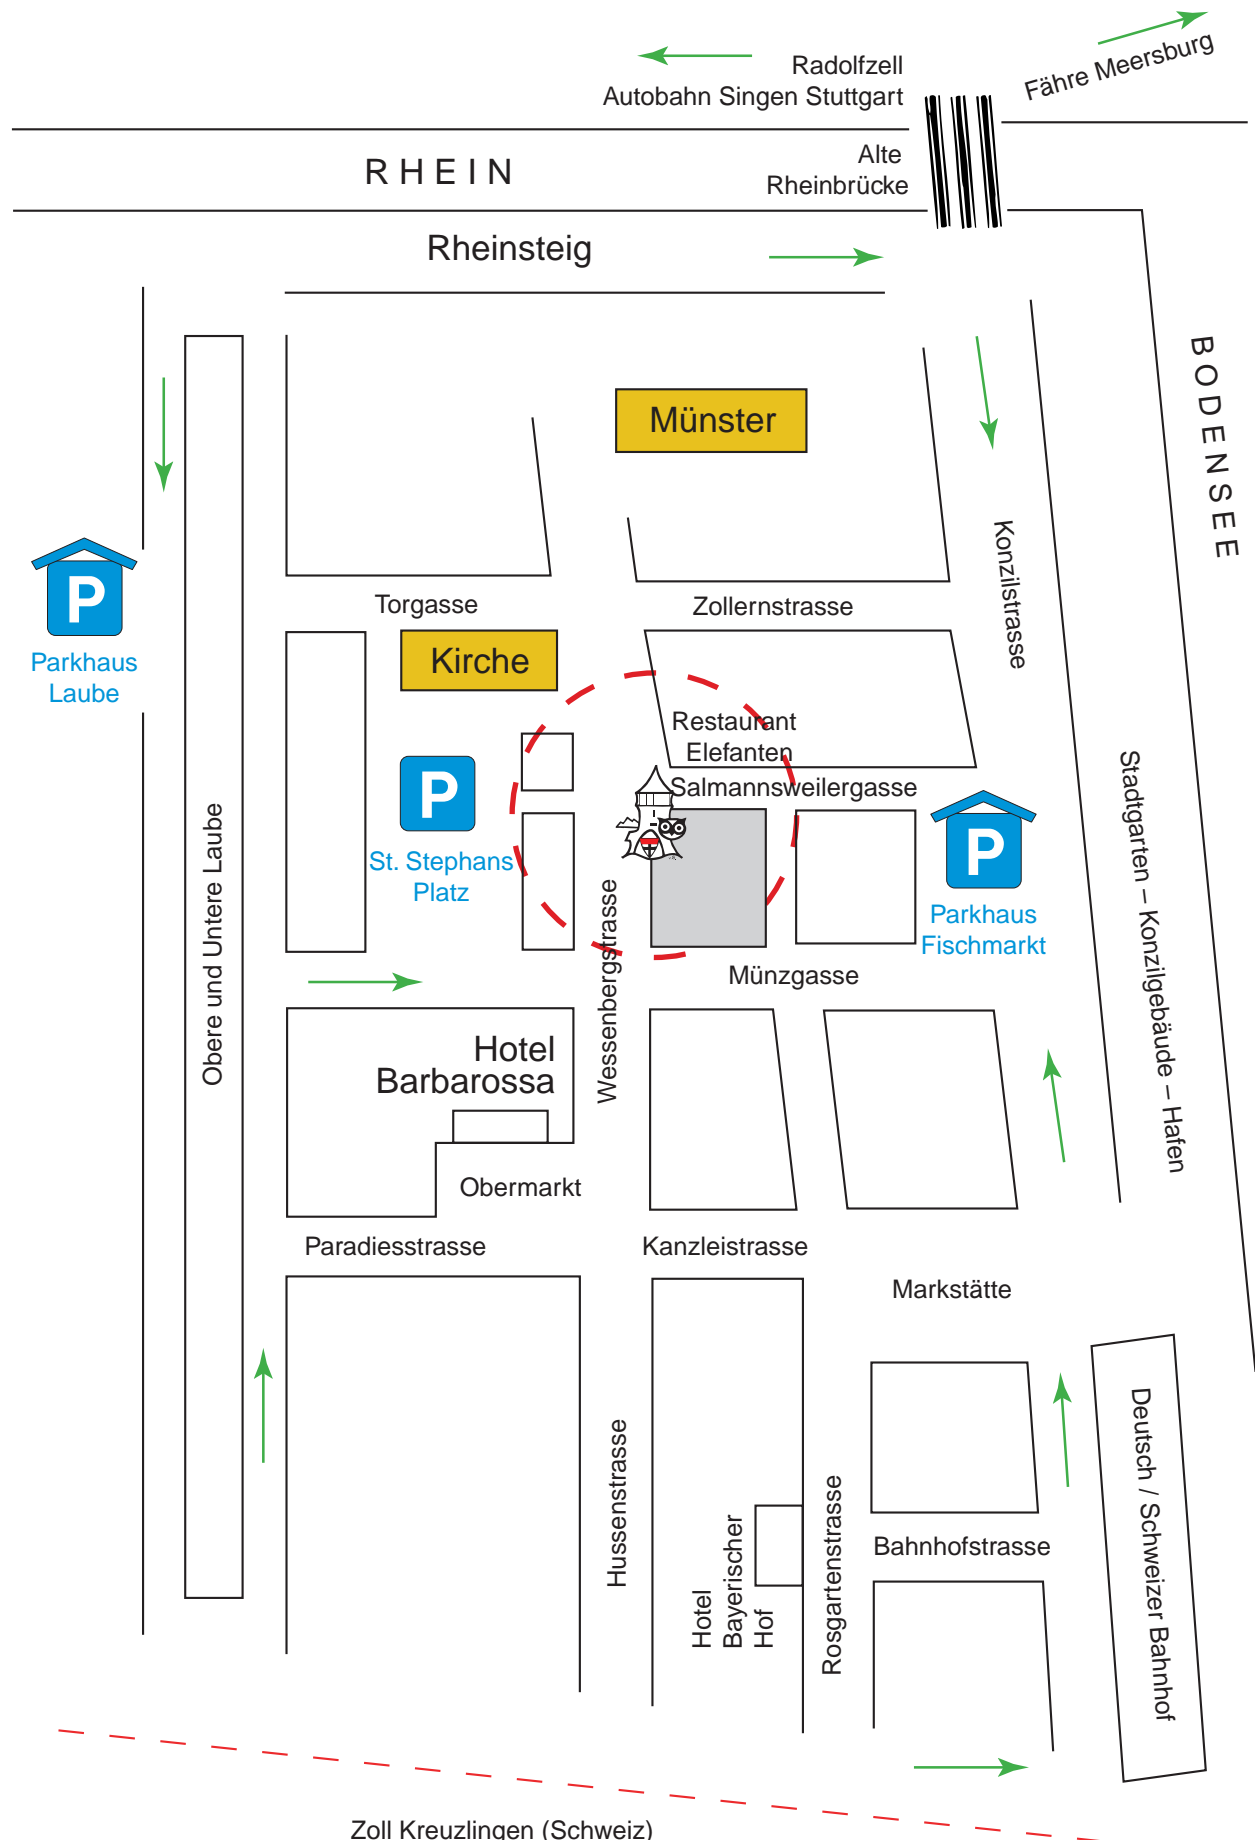 Radolfzell
Autobahn Singen Stuttgart
Fähre Meersburg
RHEIN
Alte
Rheinbrücke
Rheinsteig
BODENSEE
Münster
Konzilstrasse
P
Parkhaus
Laube
Torgasse
Zollernstrasse
Kirche
Restaurant
Elefanten
Salmannsweilergasse
P
St. Stephans
Platz
P
Parkhaus
Fischmarkt
Obere und Untere Laube
Wessenbergstrasse
Stadtgarten – Konzilgebäude – Hafen
Münzgasse
Hotel
Barbarossa
Obermarkt
Paradiesstrasse
Kanzleistrasse
Markstätte
Hussenstrasse
Hotel
Bayerischer
Hof
Rosgartenstrasse
Bahnhofstrasse
Deutsch / Schweizer Bahnhof
Zoll Kreuzlingen (Schweiz)